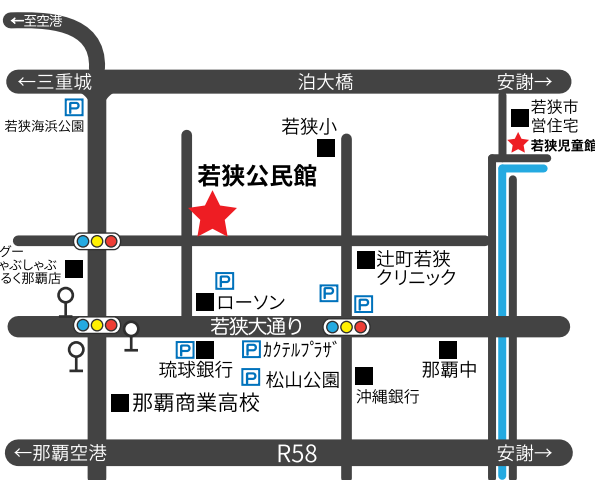 ←至空港
←三重城
泊大橋
安謝→
P
若狭海浜公園
若狭小
若狭市
営住宅
若狭児童館
若狭公民館
グー
ゃぶしゃぶ
るく那覇店
辻町若狭
クリニック
P
P
P
ローソン
若狭大通り
P
琉球銀行
P
カクテルプラザ
P
松山公園
那覇中
沖縄銀行
那覇商業高校
←那覇空港
R58
安謝→